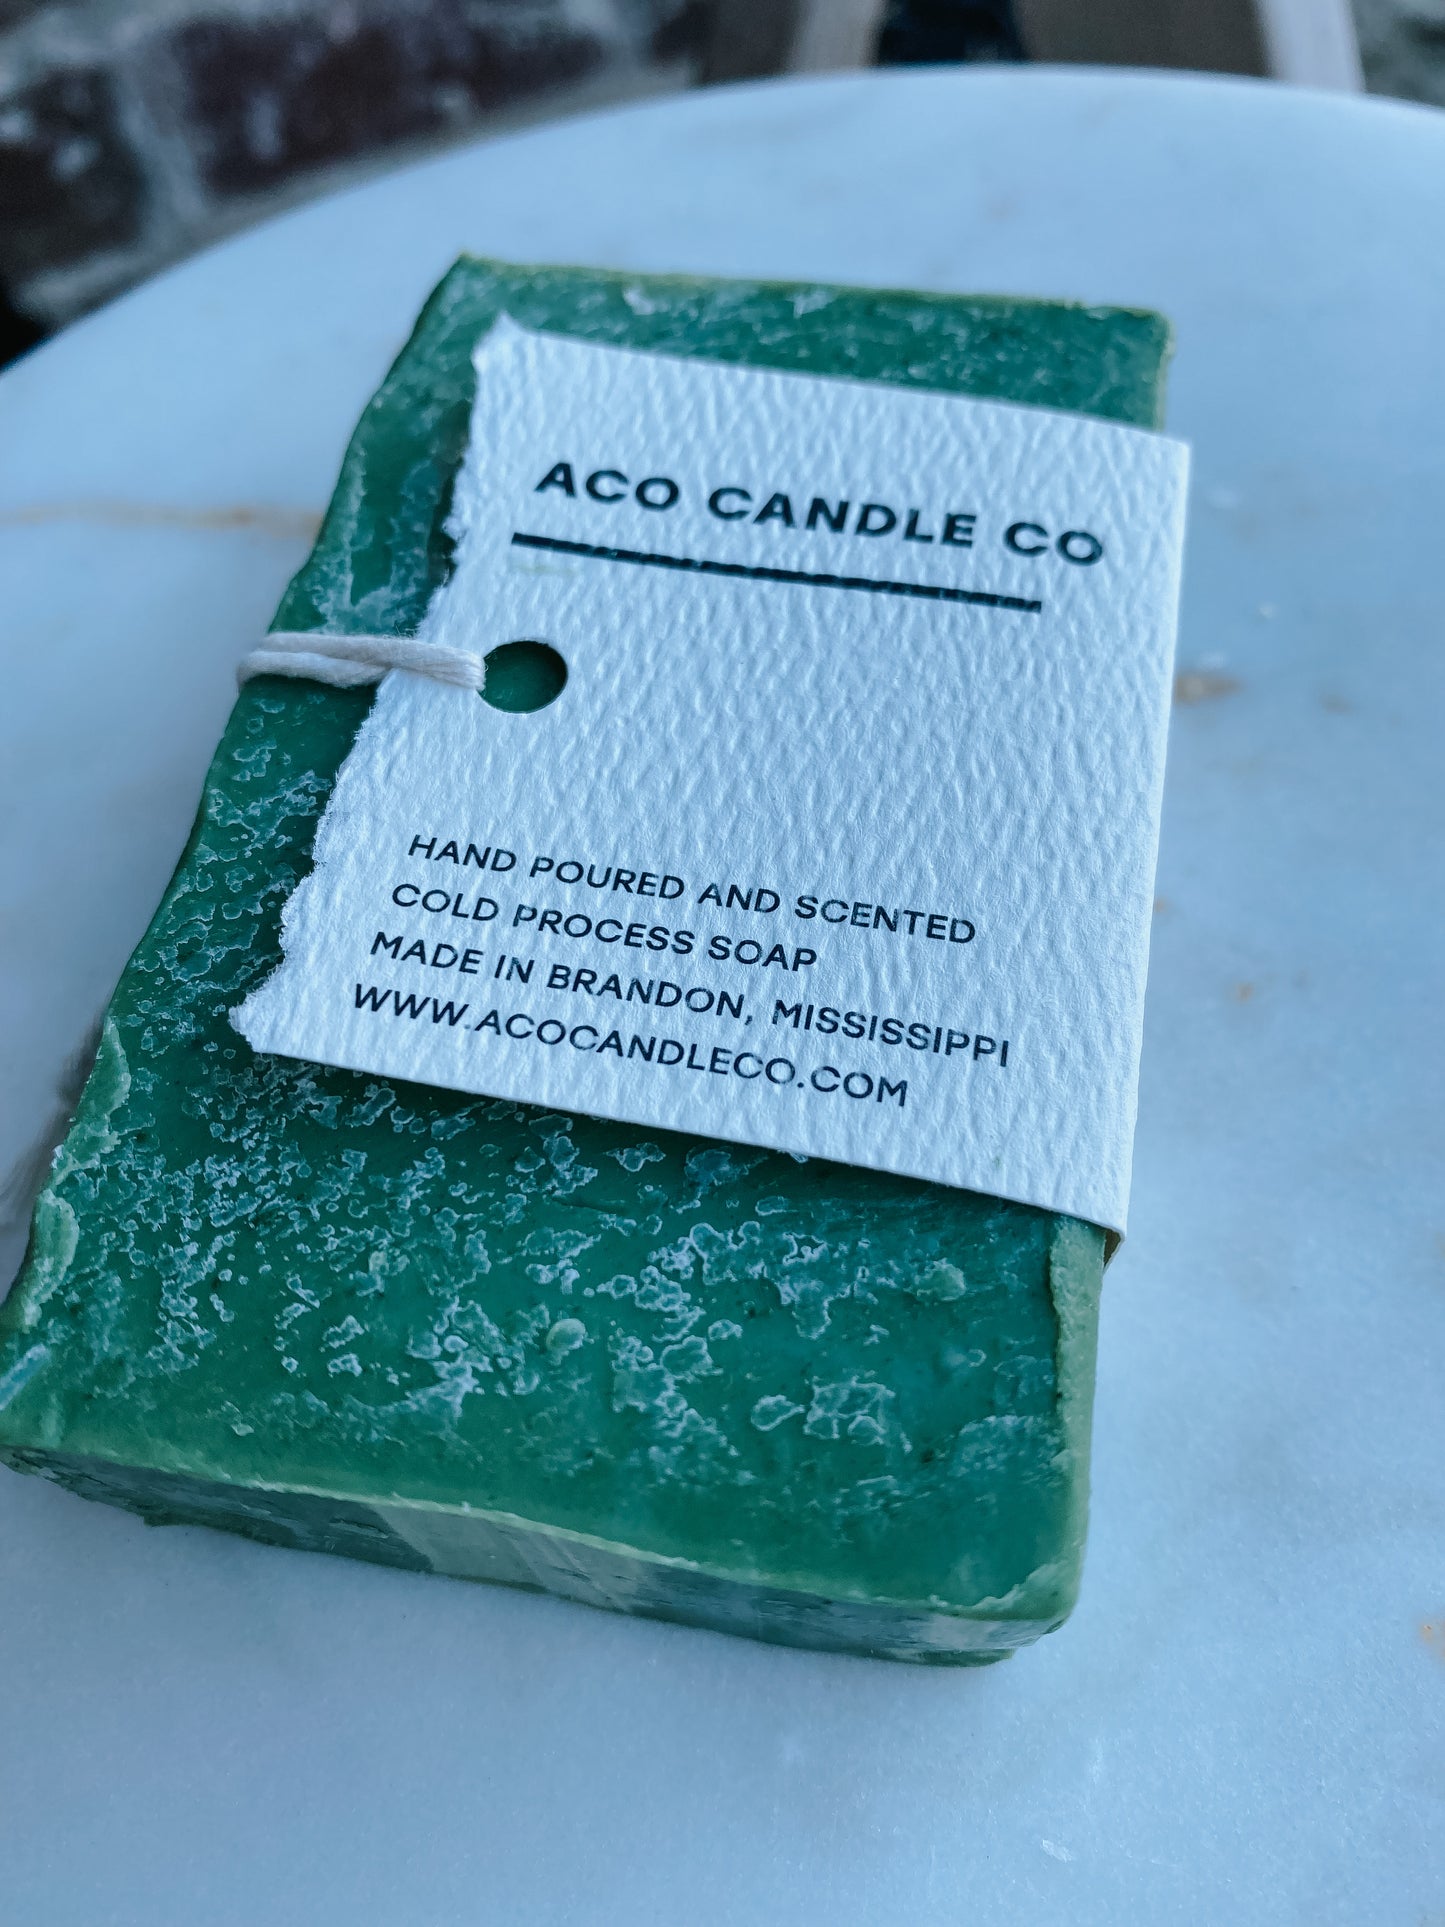 ACO CANDLE CO
HAND POURED AND SCENTED
COLD PROCESS SOAP
MADE IN BRANDON, MISSISSIPPI
WWW.ACOCANDLECO.COM